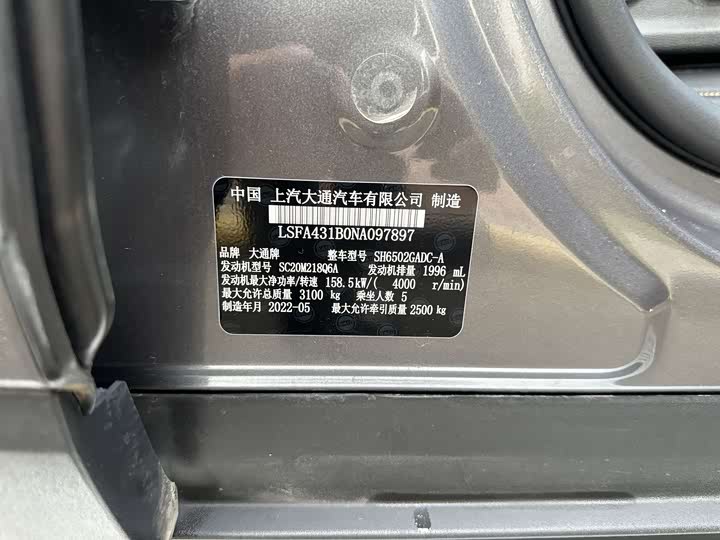 中国 上汽大通汽车有限公司 制造
LSFA431B0NA097897
品牌 大通牌 整车型号 SH6502GADC-A
发动机型号 SC20M218Q6A 发动机排量 1996 mL
发动机最大净功率/转速 158.5kW/( 4000 r/min)
最大允许总质量 3100 kg 乘坐人数 5
制造年月 2022-05 最大允许牵引质量 2500 kg